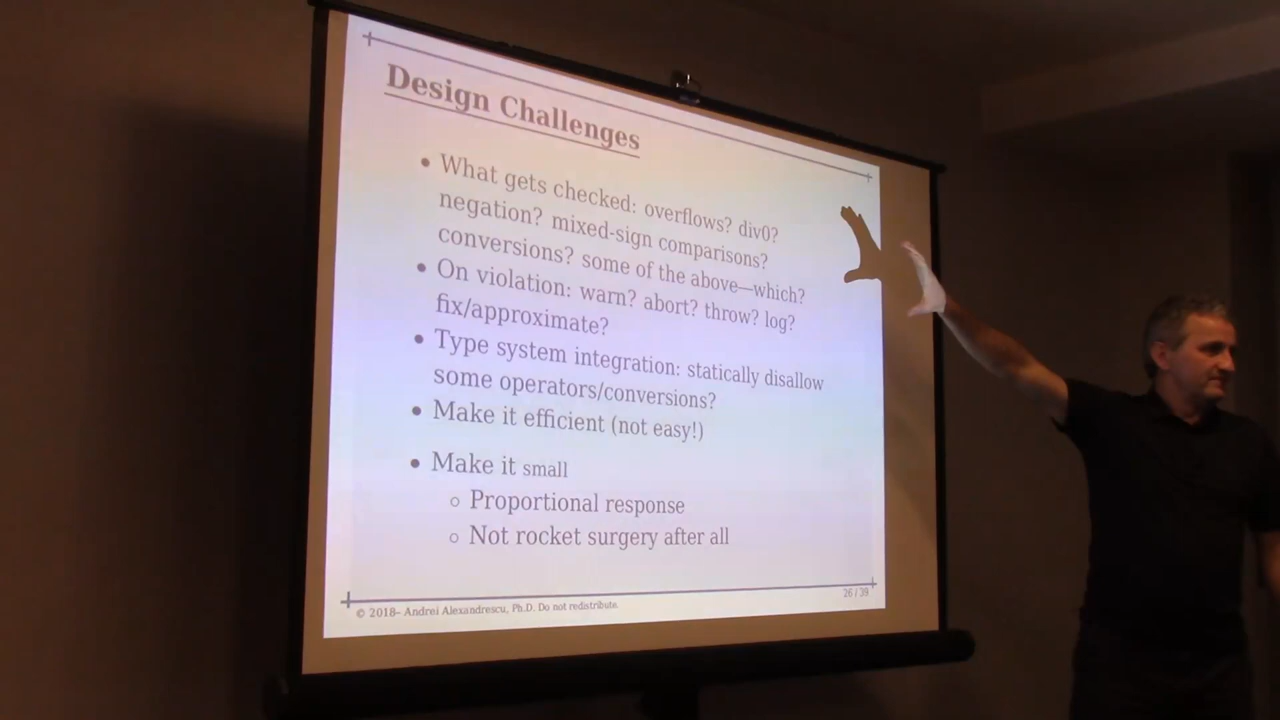 Design Challenges
• What gets checked: overflows? div0?
negation? mixed-sign comparisons?
conversions? some of the above—which?
• On violation: warn? abort? throw? log?
fix/approximate?
• Type system integration: statically disallow
some operators/conversions?
• Make it efficient (not easy!)
• Make it small
○ Proportional response
○ Not rocket surgery after all
© 2018– Andrei Alexandrescu, Ph.D. Do not redistribute.
26 / 39